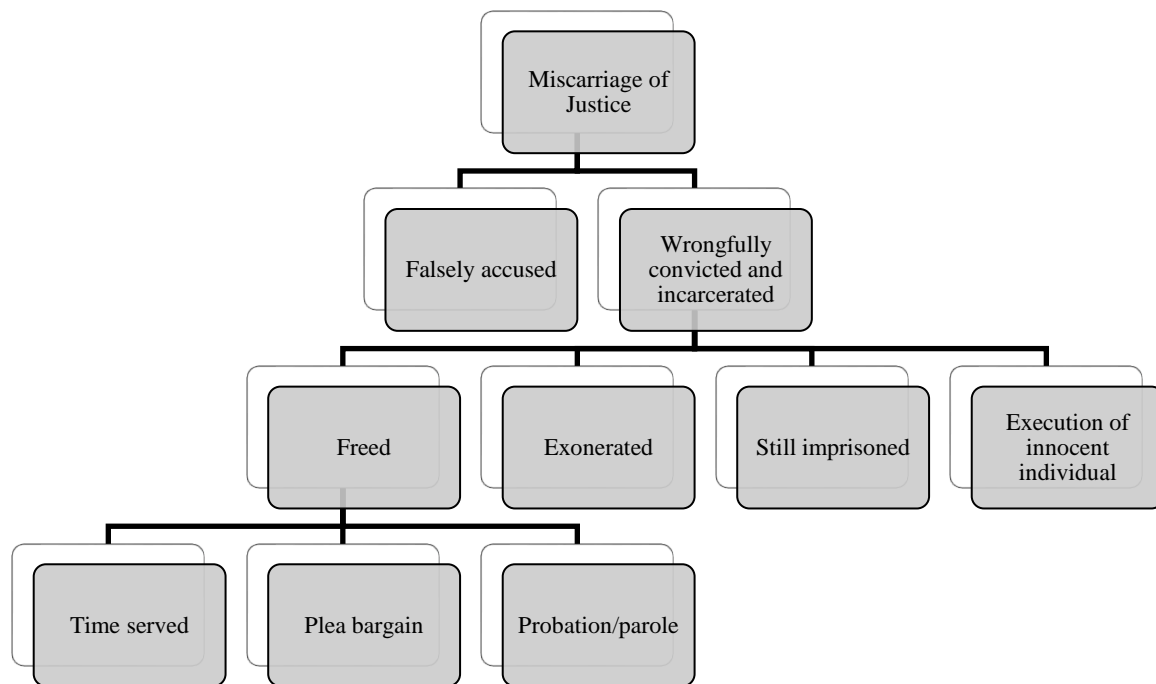 Miscarriage of
Justice
Falsely accused
Wrongfully
convicted and
incarcerated
Freed
Exonerated
Still imprisoned
Execution of
innocent
individual
Time served
Plea bargain
Probation/parole